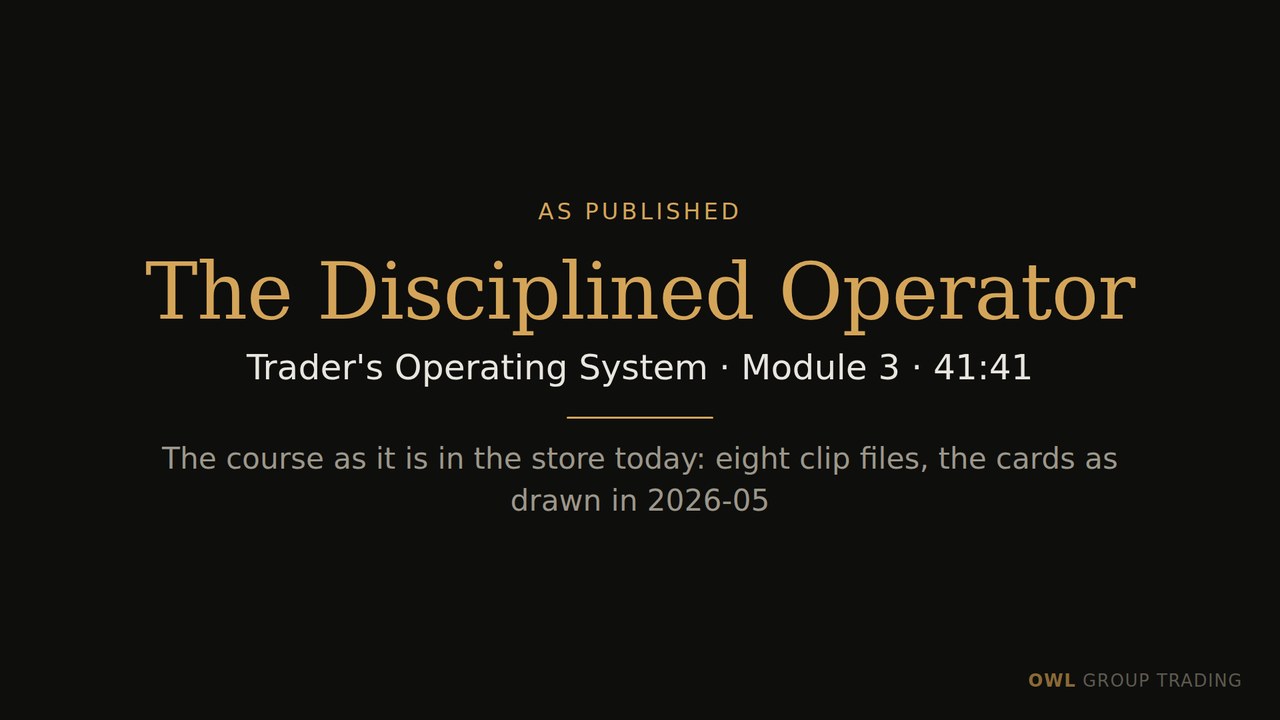 AS PUBLISHED
The Disciplined Operator
Trader's Operating System · Module 3 · 41:41
The course as it is in the store today: eight clip files, the cards as
drawn in 2026-05
OWL GROUP TRADING